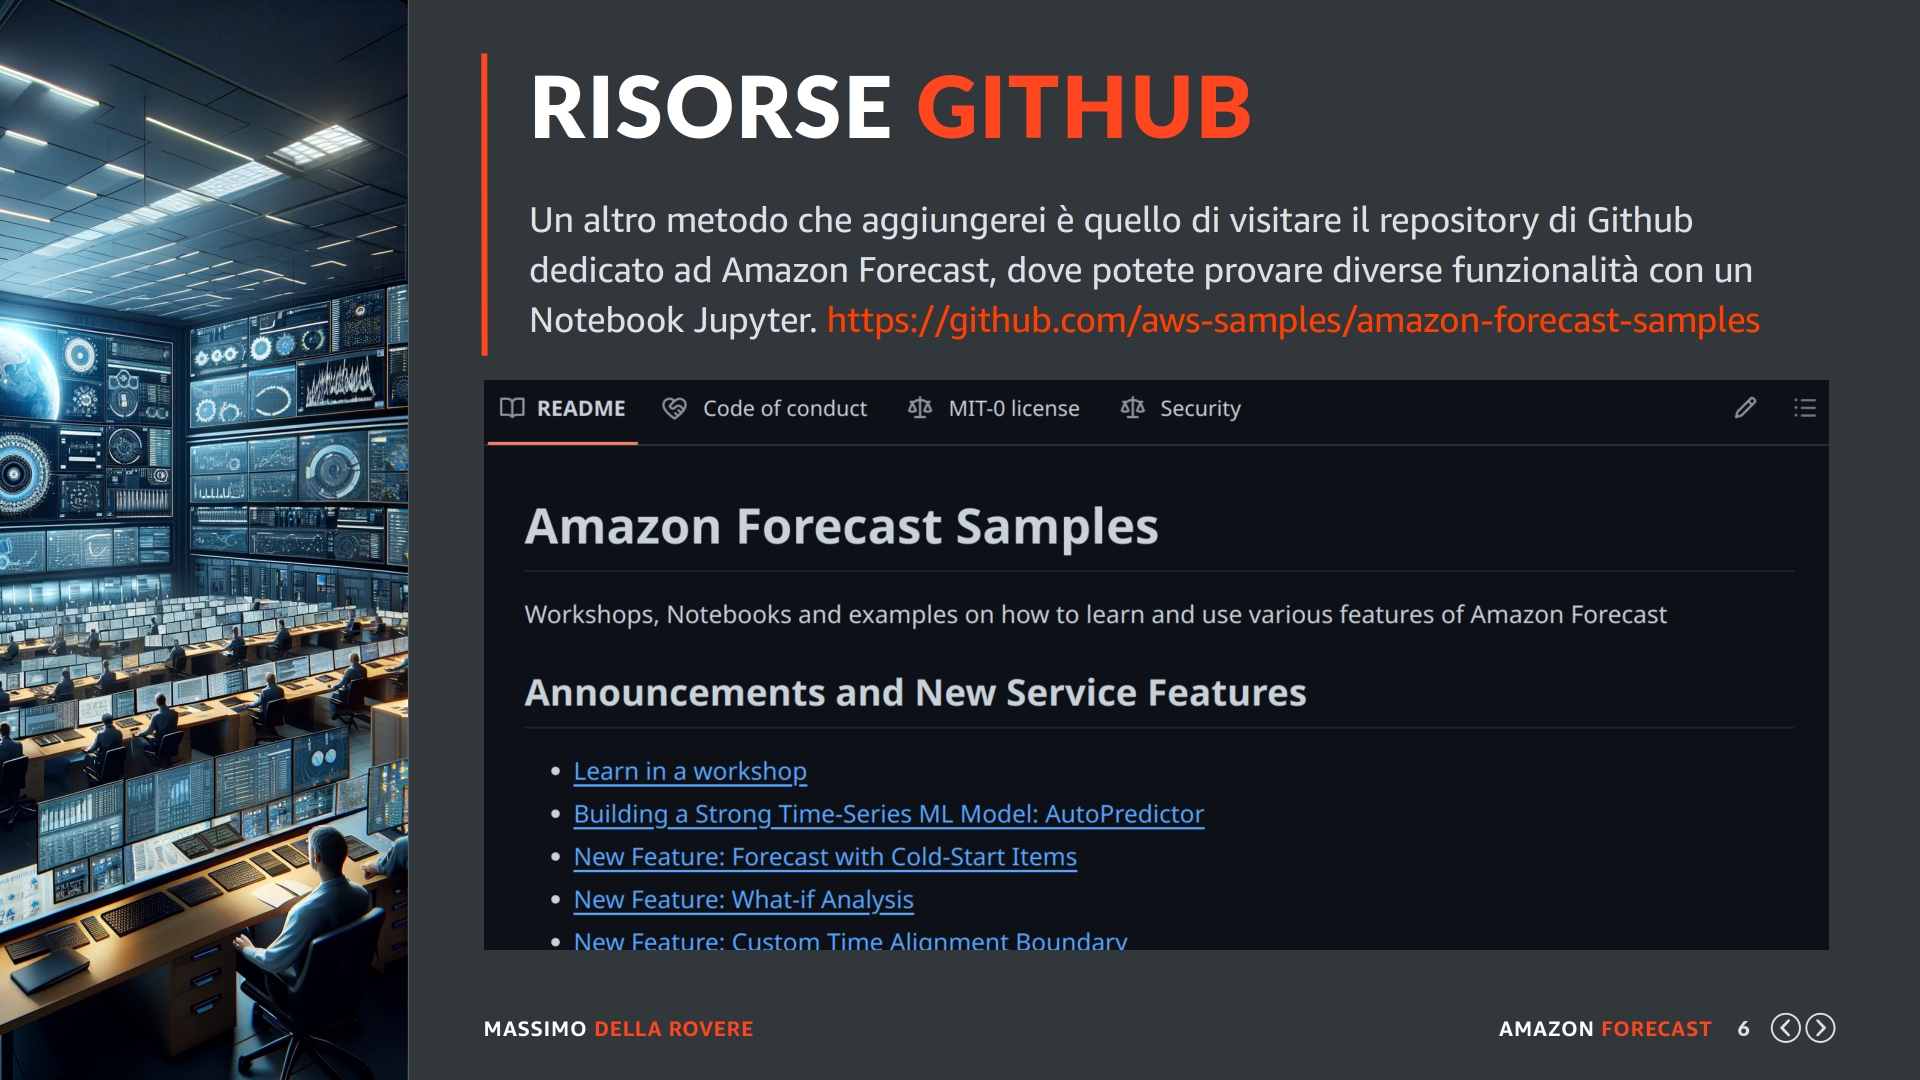 RISORSE GITHUB
Un altro metodo che aggiungerei è quello di visitare il repository di Github
dedicato ad Amazon Forecast, dove potete provare diverse funzionalità con un
Notebook Jupyter. https://github.com/aws-samples/amazon-forecast-samples
README Code of conduct MIT-0 license Security
Amazon Forecast Samples
Workshops, Notebooks and examples on how to learn and use various features of Amazon Forecast
Announcements and New Service Features
• Learn in a workshop
• Building a Strong Time-Series ML Model: AutoPredictor
• New Feature: Forecast with Cold-Start Items
• New Feature: What-if Analysis
• New Feature: Custom Time Alignment Boundary
MASSIMO DELLA ROVERE
AMAZON FORECAST 6